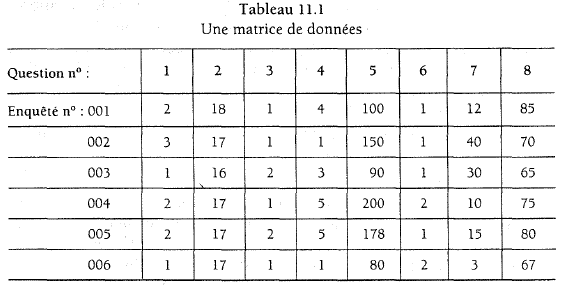 Tableau 11.1
Une matrice de données
Question nº : 1 2 3 4 5 6 7 8
Enquêté nº : 001 2 18 1 4 100 1 12 85
002 3 17 1 1 150 1 40 70
003 1 16 2 3 90 1 30 65
004 2 17 1 5 200 2 10 75
005 2 17 2 5 178 1 15 80
006 1 17 1 1 80 2 3 67